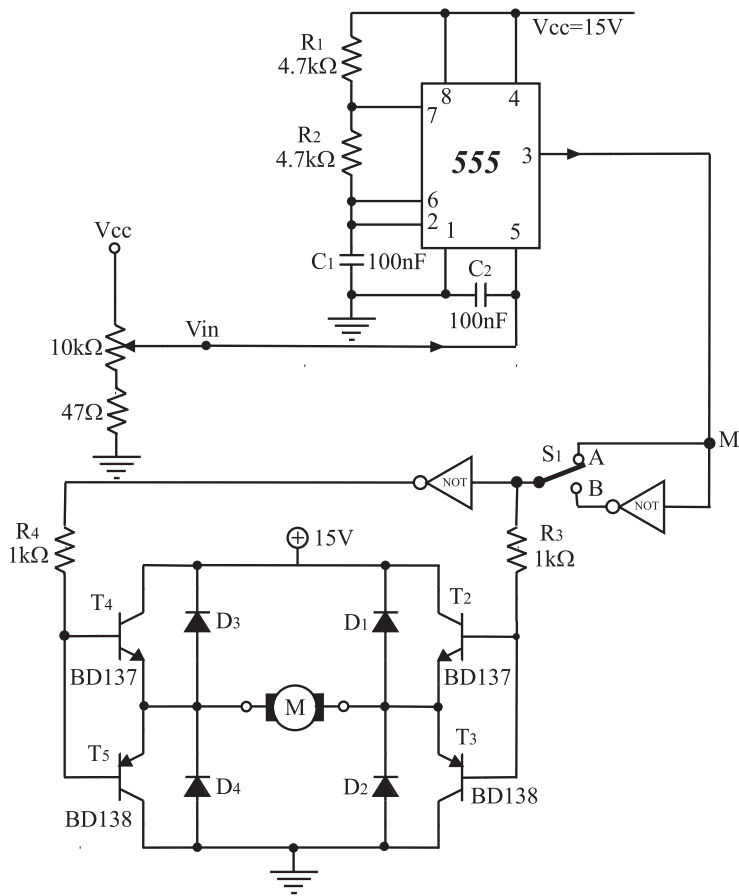 Vcc=15V
R1
4.7kΩ
8
4
7
R2
4.7kΩ
555
3
6
2
1
5
Vcc
C1
100nF
C2
100nF
Vin
10kΩ
47Ω
M
S1
A
NOT
B
NOT
R4
1kΩ
15V
R3
1kΩ
T4
D3
D1
T2
BD137
BD137
M
T5
T3
D4
D2
BD138
BD138